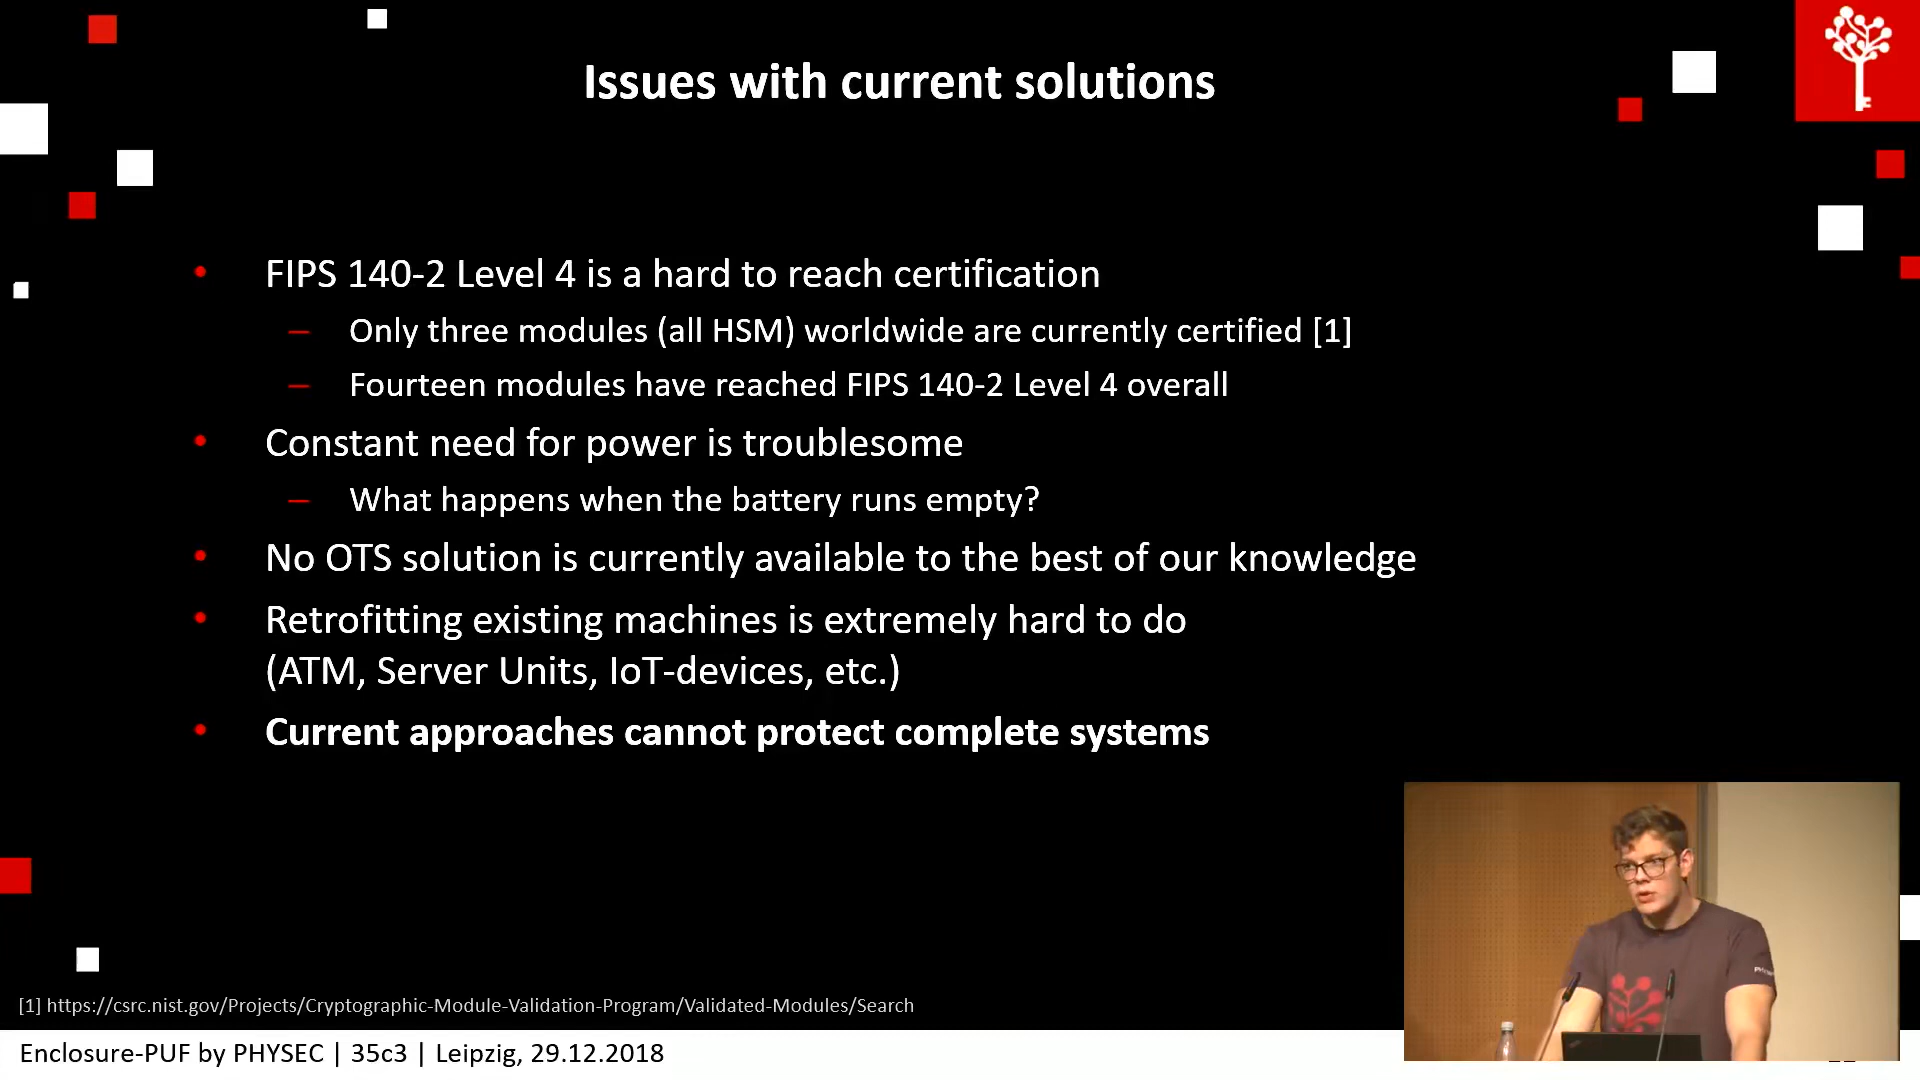 Issues with current solutions
• FIPS 140-2 Level 4 is a hard to reach certification
– Only three modules (all HSM) worldwide are currently certified [1]
– Fourteen modules have reached FIPS 140-2 Level 4 overall
• Constant need for power is troublesome
– What happens when the battery runs empty?
• No OTS solution is currently available to the best of our knowledge
• Retrofitting existing machines is extremely hard to do
(ATM, Server Units, IoT-devices, etc.)
• Current approaches cannot protect complete systems
[1] https://csrc.nist.gov/Projects/Cryptographic-Module-Validation-Program/Validated-Modules/Search
Enclosure-PUF by PHYSEC | 35c3 | Leipzig, 29.12.2018